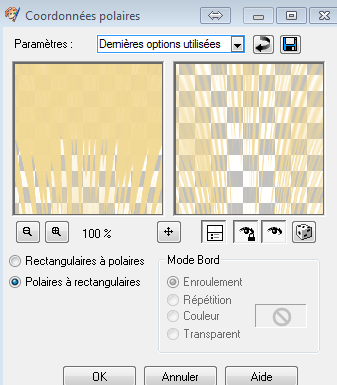 Coordonnées polaires
Paramètres : Dernières options utilisées
100 %
Rectangulaires à polaires
Polaires à rectangulaires
Mode Bord
Enroulement
Répétition
Couleur
Transparent
OK Annuler Aide